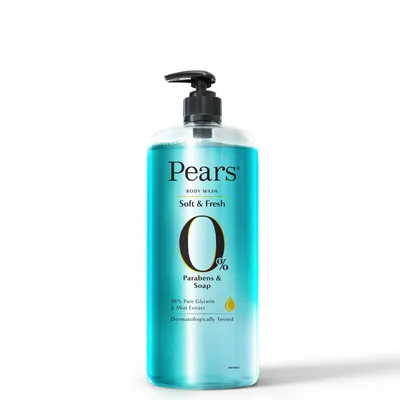 Pears®
BODY WASH
Soft & Fresh
0%
Parabens &
Soap
98% Pure Glycerin
& Mint Extract
Dermatologically Tested